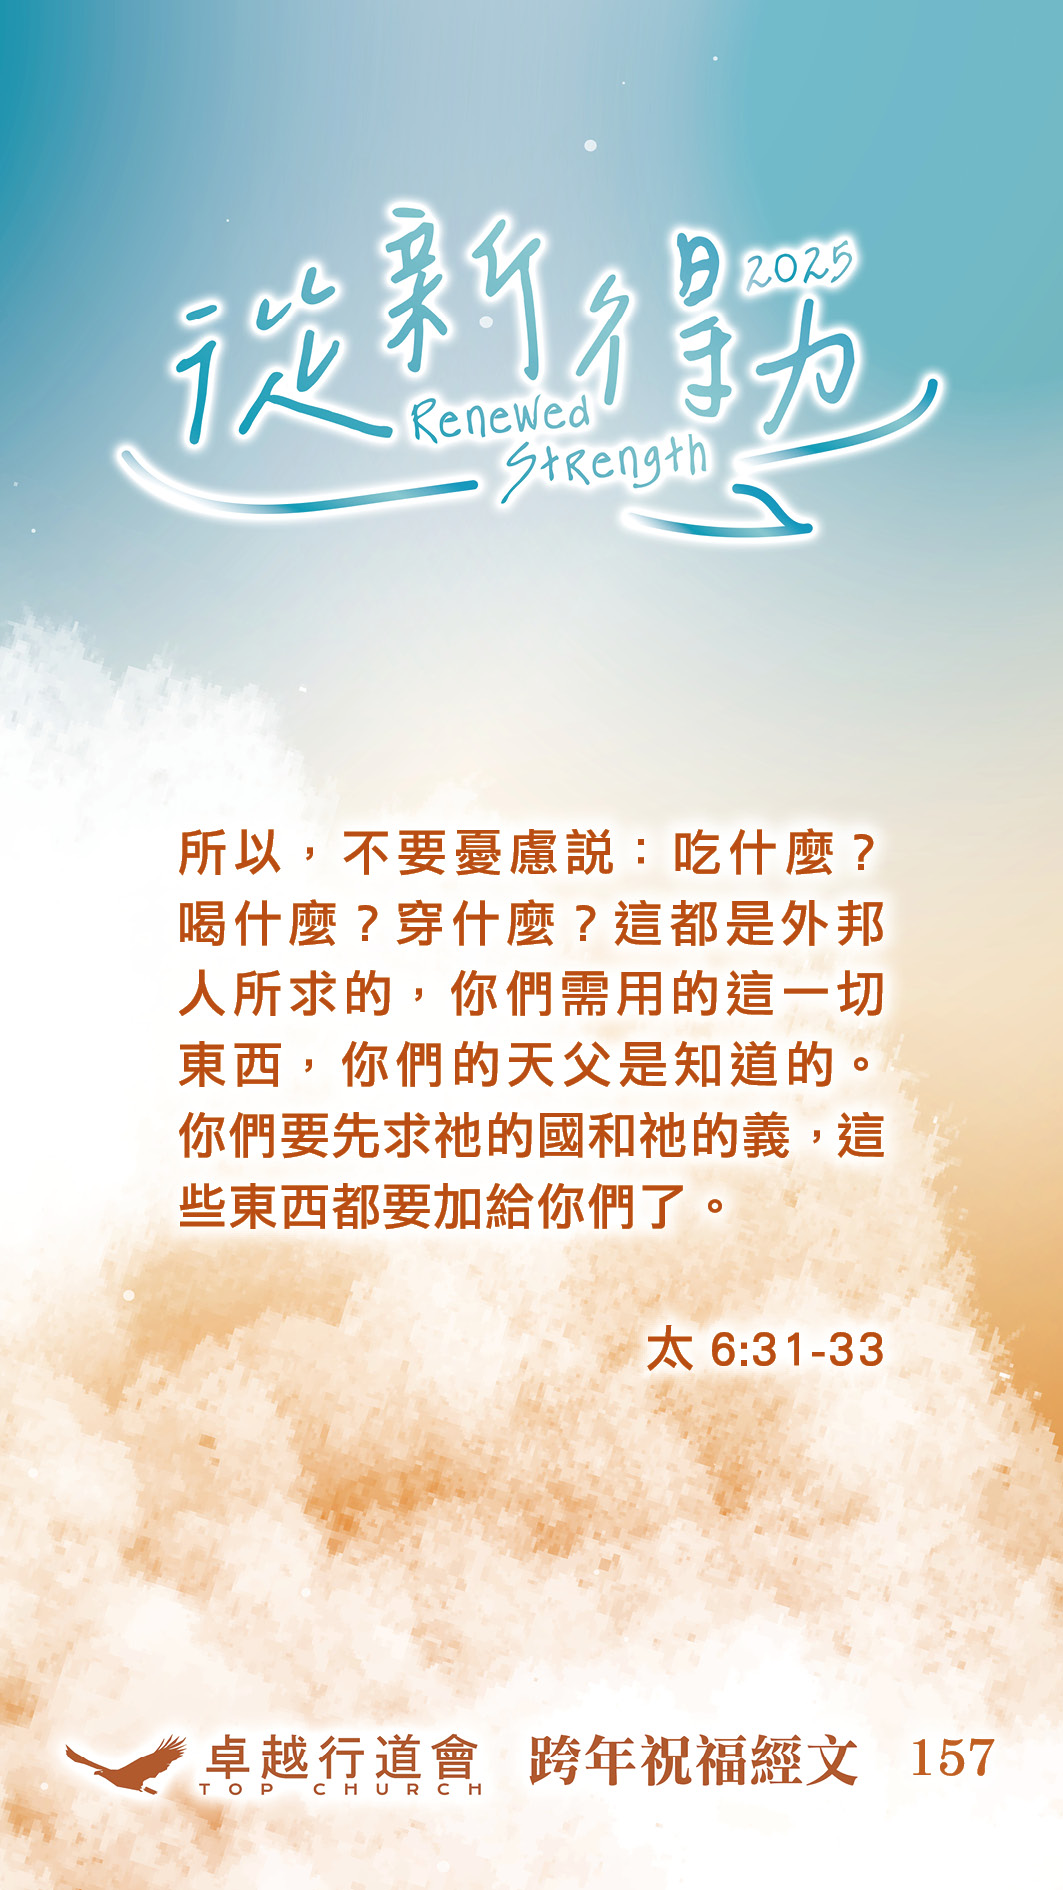 從新得力 2025
Renewed
Strength
所以，不要憂慮説：吃什麼？
喝什麼？穿什麼？這都是外邦
人所求的，你們需用的這一切
東西，你們的天父是知道的。
你們要先求祂的國和祂的義，這
些東西都要加給你們了。
太 6:31-33
卓越行道會 跨年祝福經文 157
TOP CHURCH